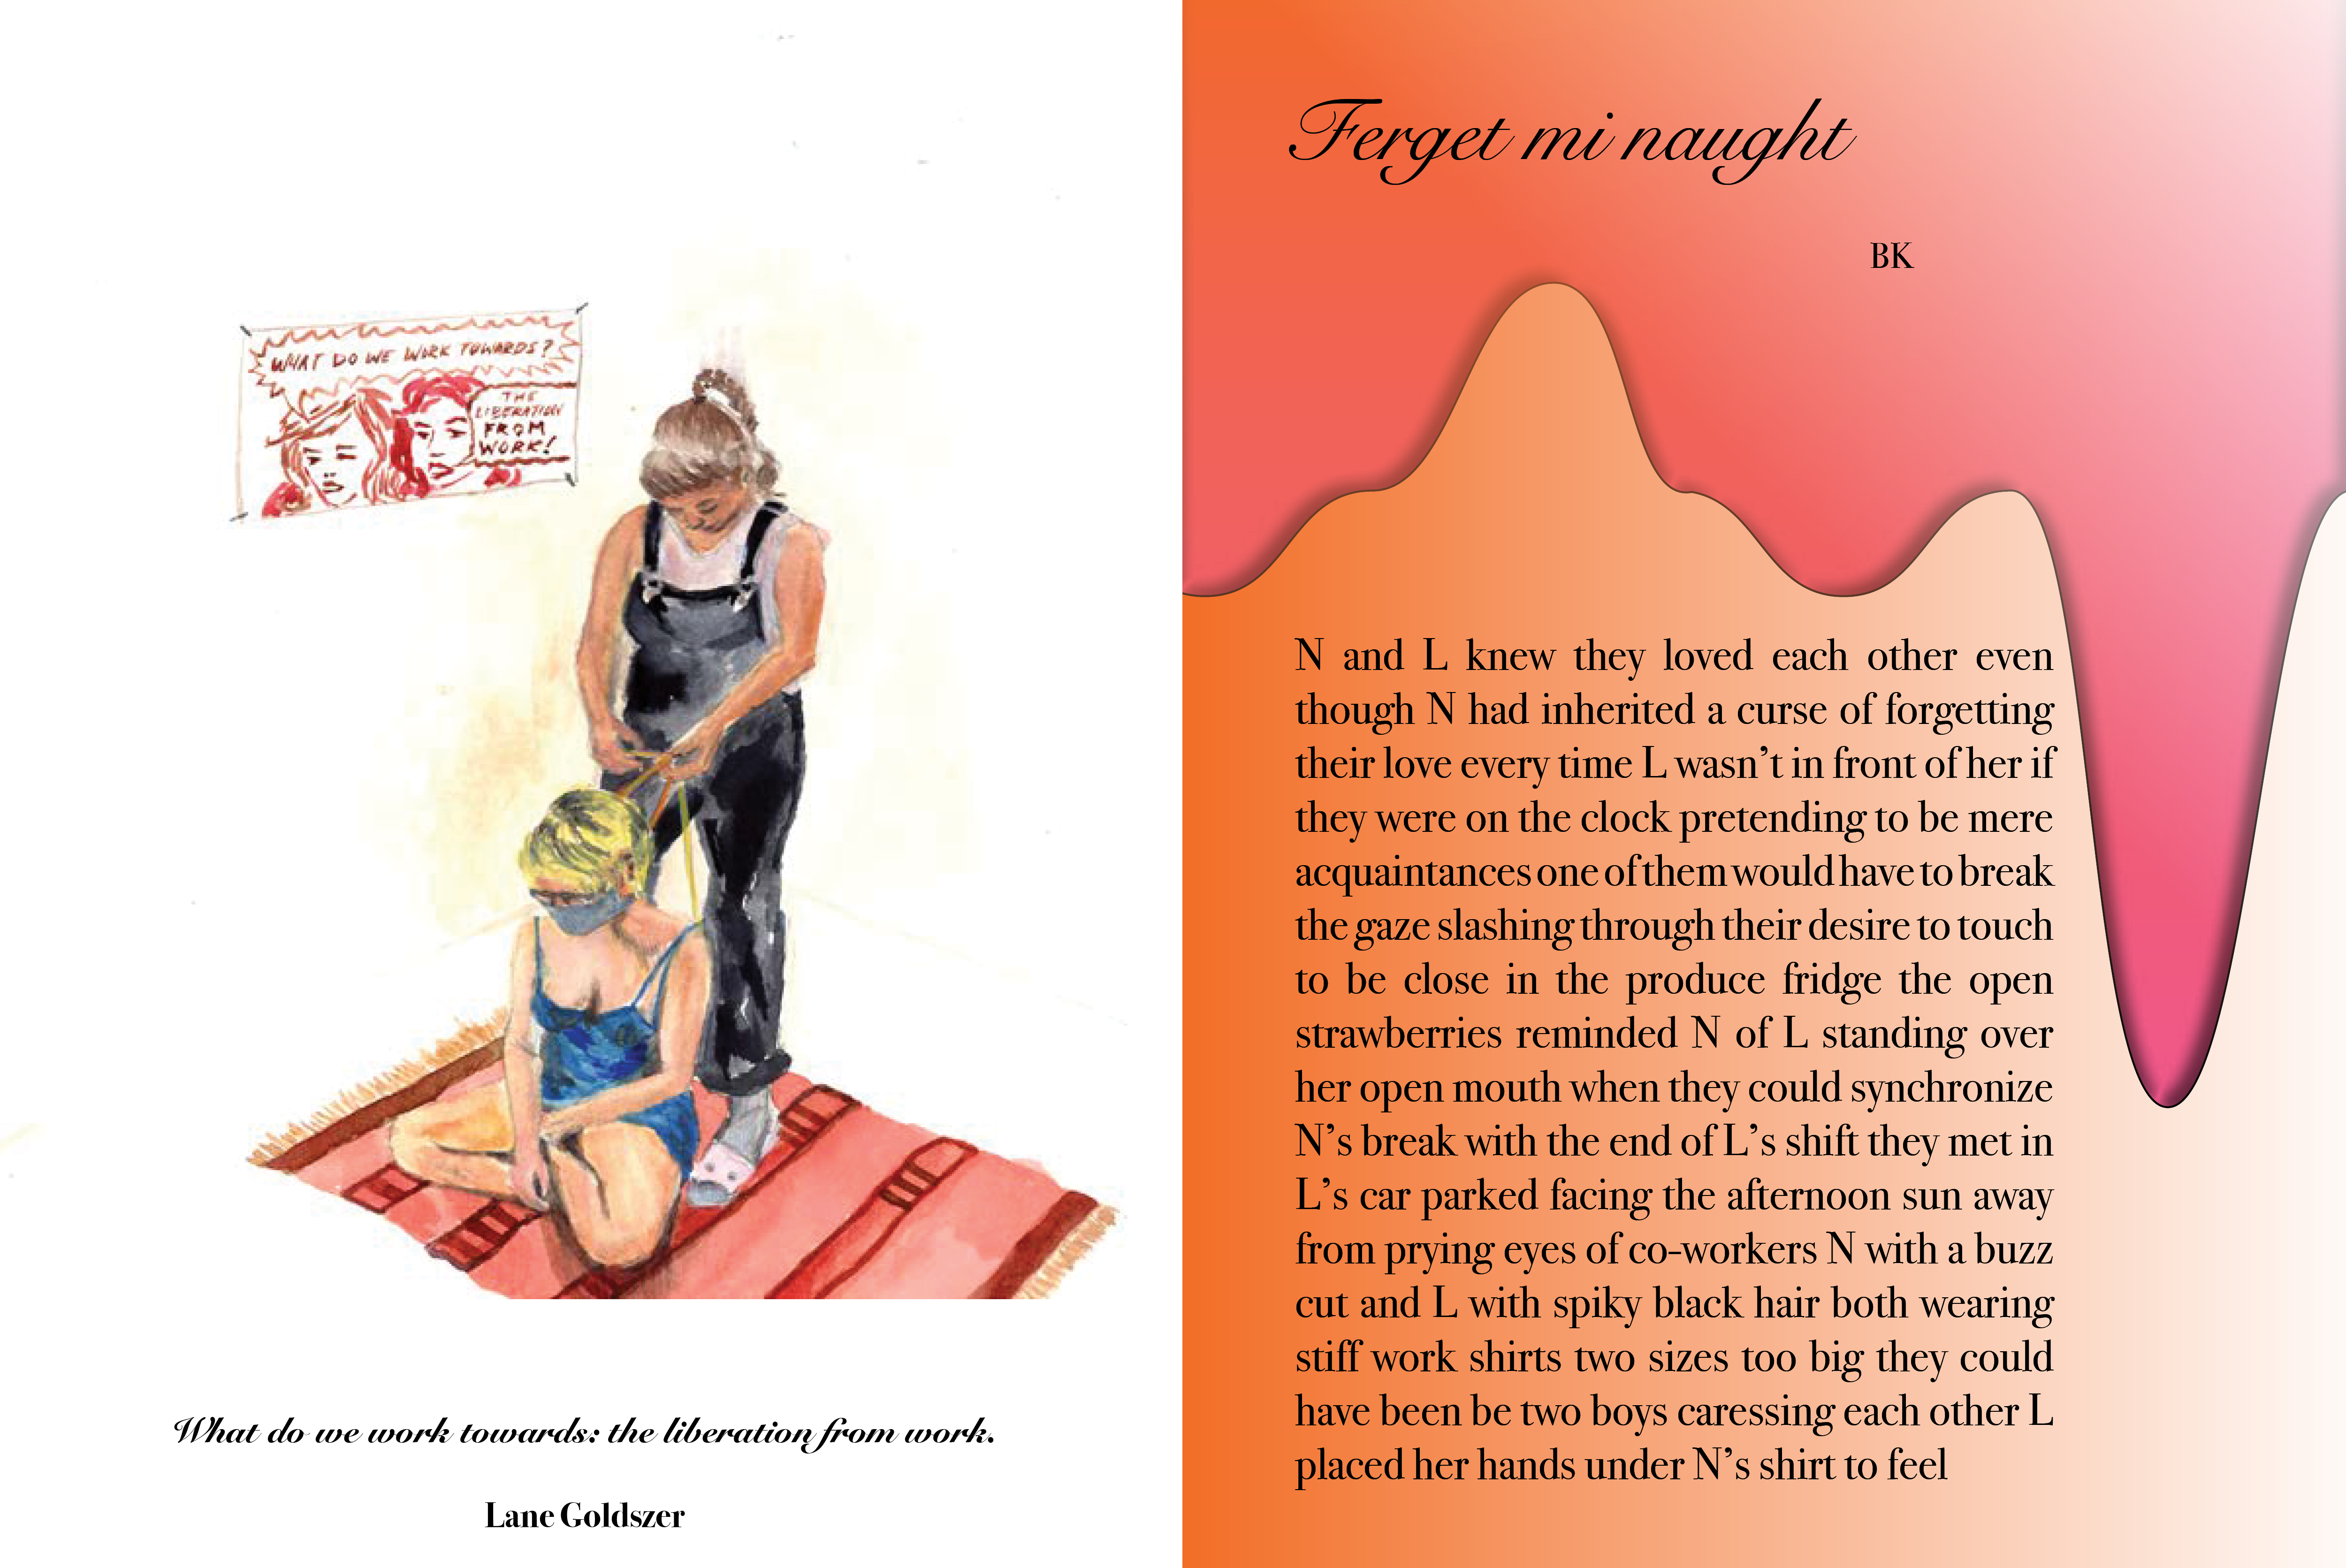 WHAT DO WE WORK TOWARDS?
THE
LIBERATION
FROM
WORK!
What do we work towards: the liberation from work.
Lane Goldszer
Ferget mi naught
BK
N and L knew they loved each other even
though N had inherited a curse of forgetting
their love every time L wasn’t in front of her if
they were on the clock pretending to be mere
acquaintances one of them would have to break
the gaze slashing through their desire to touch
to be close in the produce fridge the open
strawberries reminded N of L standing over
her open mouth when they could synchronize
N’s break with the end of L’s shift they met in
L’s car parked facing the afternoon sun away
from prying eyes of co-workers N with a buzz
cut and L with spiky black hair both wearing
stiff work shirts two sizes too big they could
have been be two boys caressing each other L
placed her hands under N’s shirt to feel